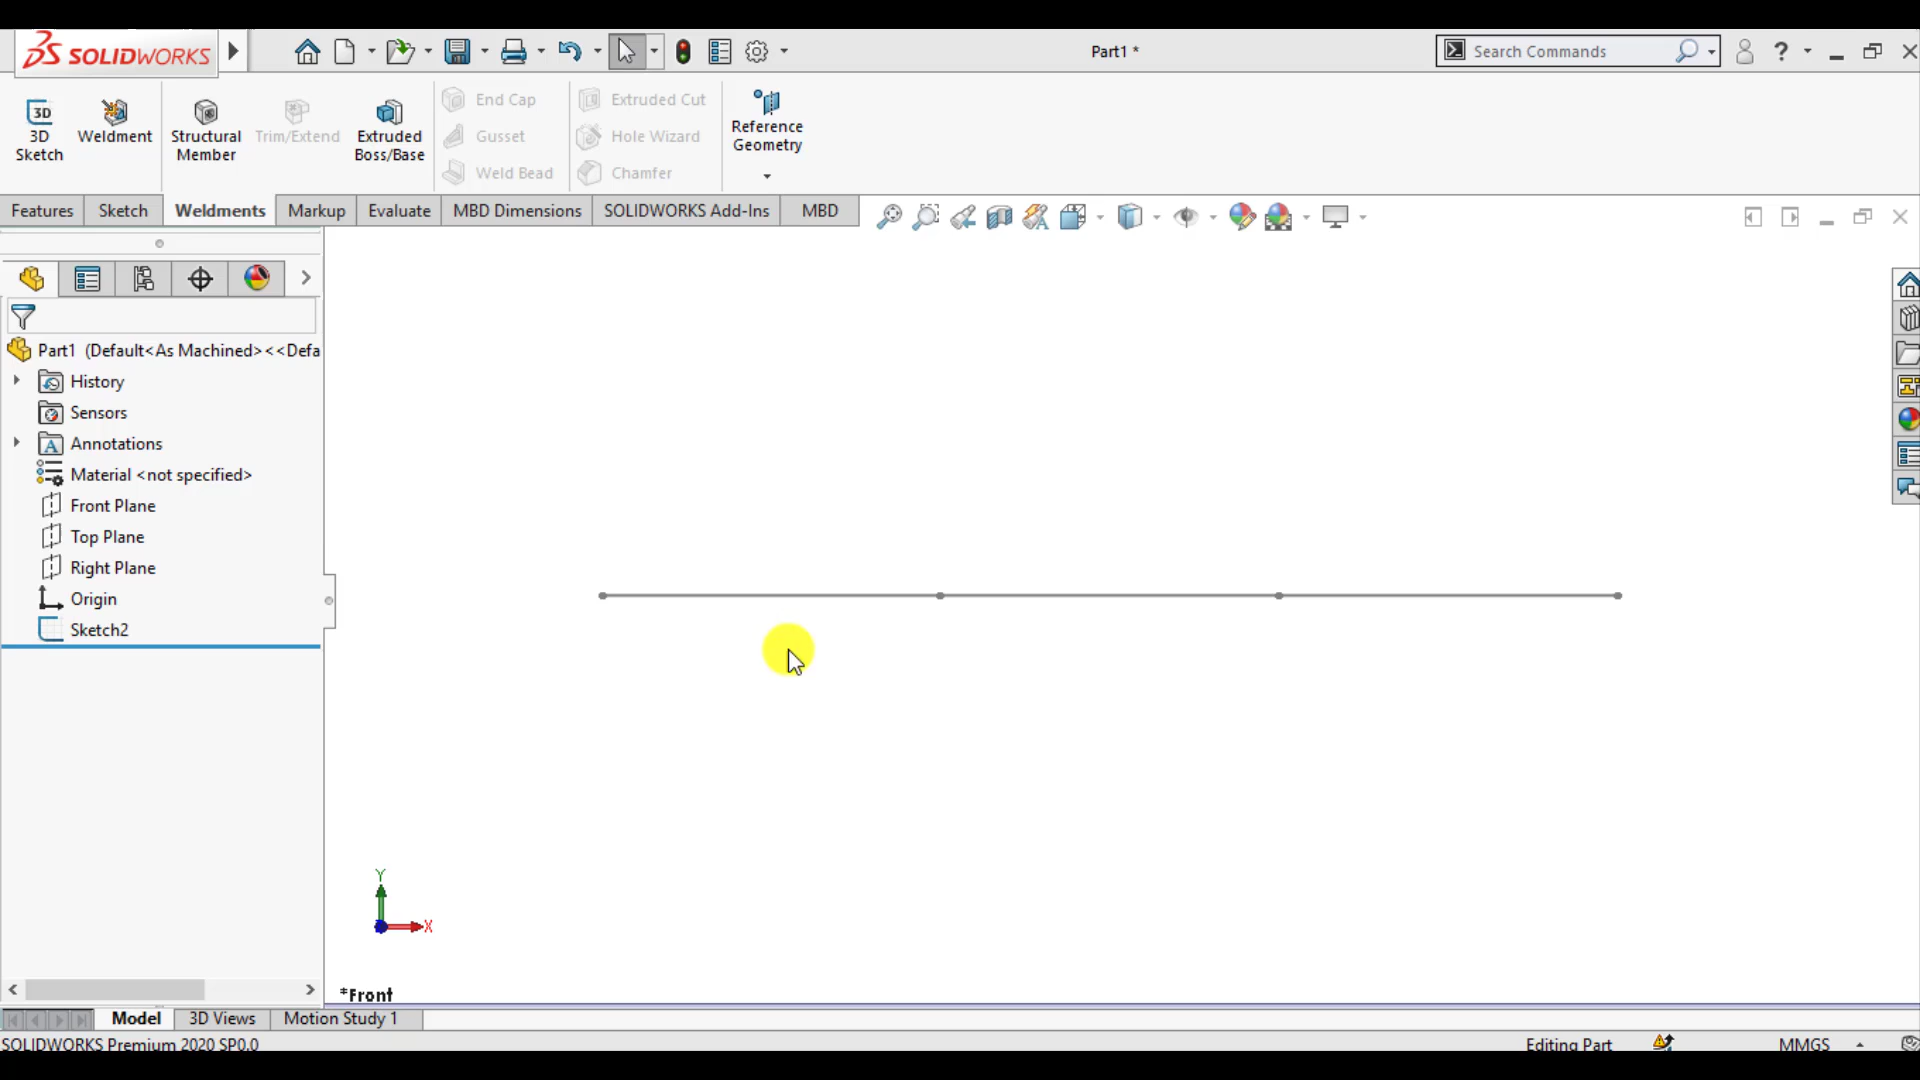 SOLIDWORKS
Part1 *
Search Commands
3D Sketch
Weldment
Structural Member
Trim/Extend
Extruded Boss/Base
End Cap
Gusset
Weld Bead
Extruded Cut
Hole Wizard
Chamfer
Reference Geometry
Features
Sketch
Weldments
Markup
Evaluate
MBD Dimensions
SOLIDWORKS Add-Ins
MBD
Part1 (Default<As Machined><<Defa
History
Sensors
Annotations
Material <not specified>
Front Plane
Top Plane
Right Plane
Origin
Sketch2
Y
X
*Front
Model
3D Views
Motion Study 1
SOLIDWORKS Premium 2020 SP0.0
Editing Part
MMGS